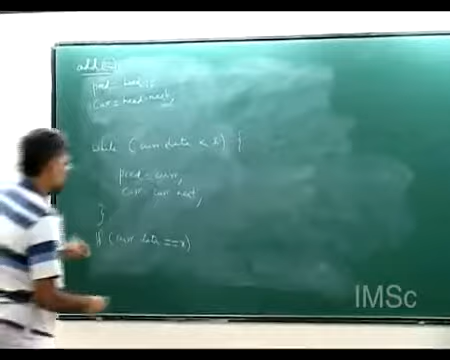 add(x)
pred = head;
curr = head.next;
while (curr.data < x) {
pred = curr;
curr = curr.next;
}
if (curr.data == x)
IMSc